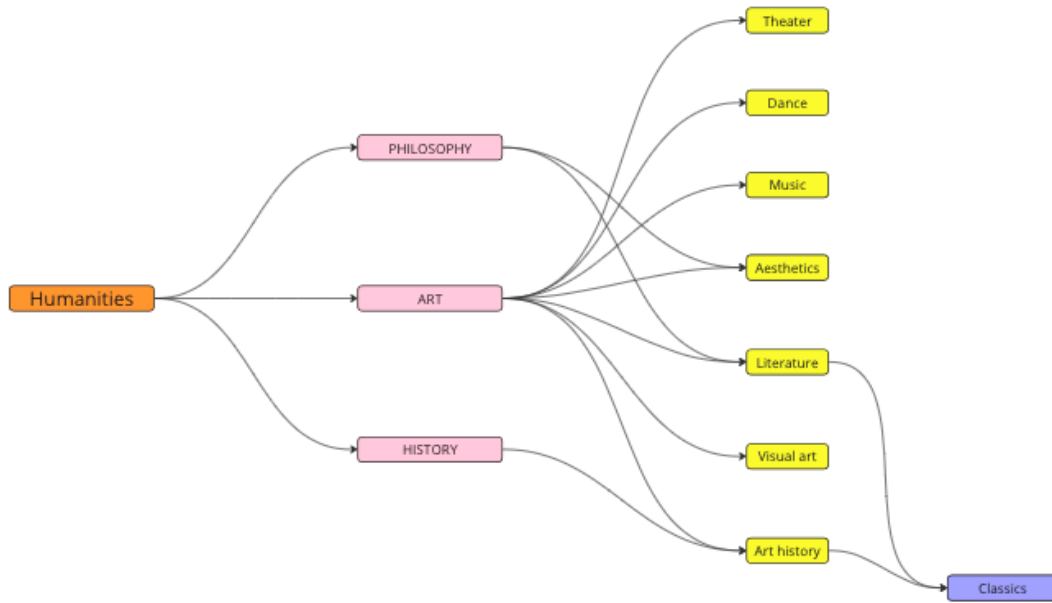 Humanities
PHILOSOPHY
ART
HISTORY
Theater
Dance
Music
Aesthetics
Literature
Visual art
Art history
Classics